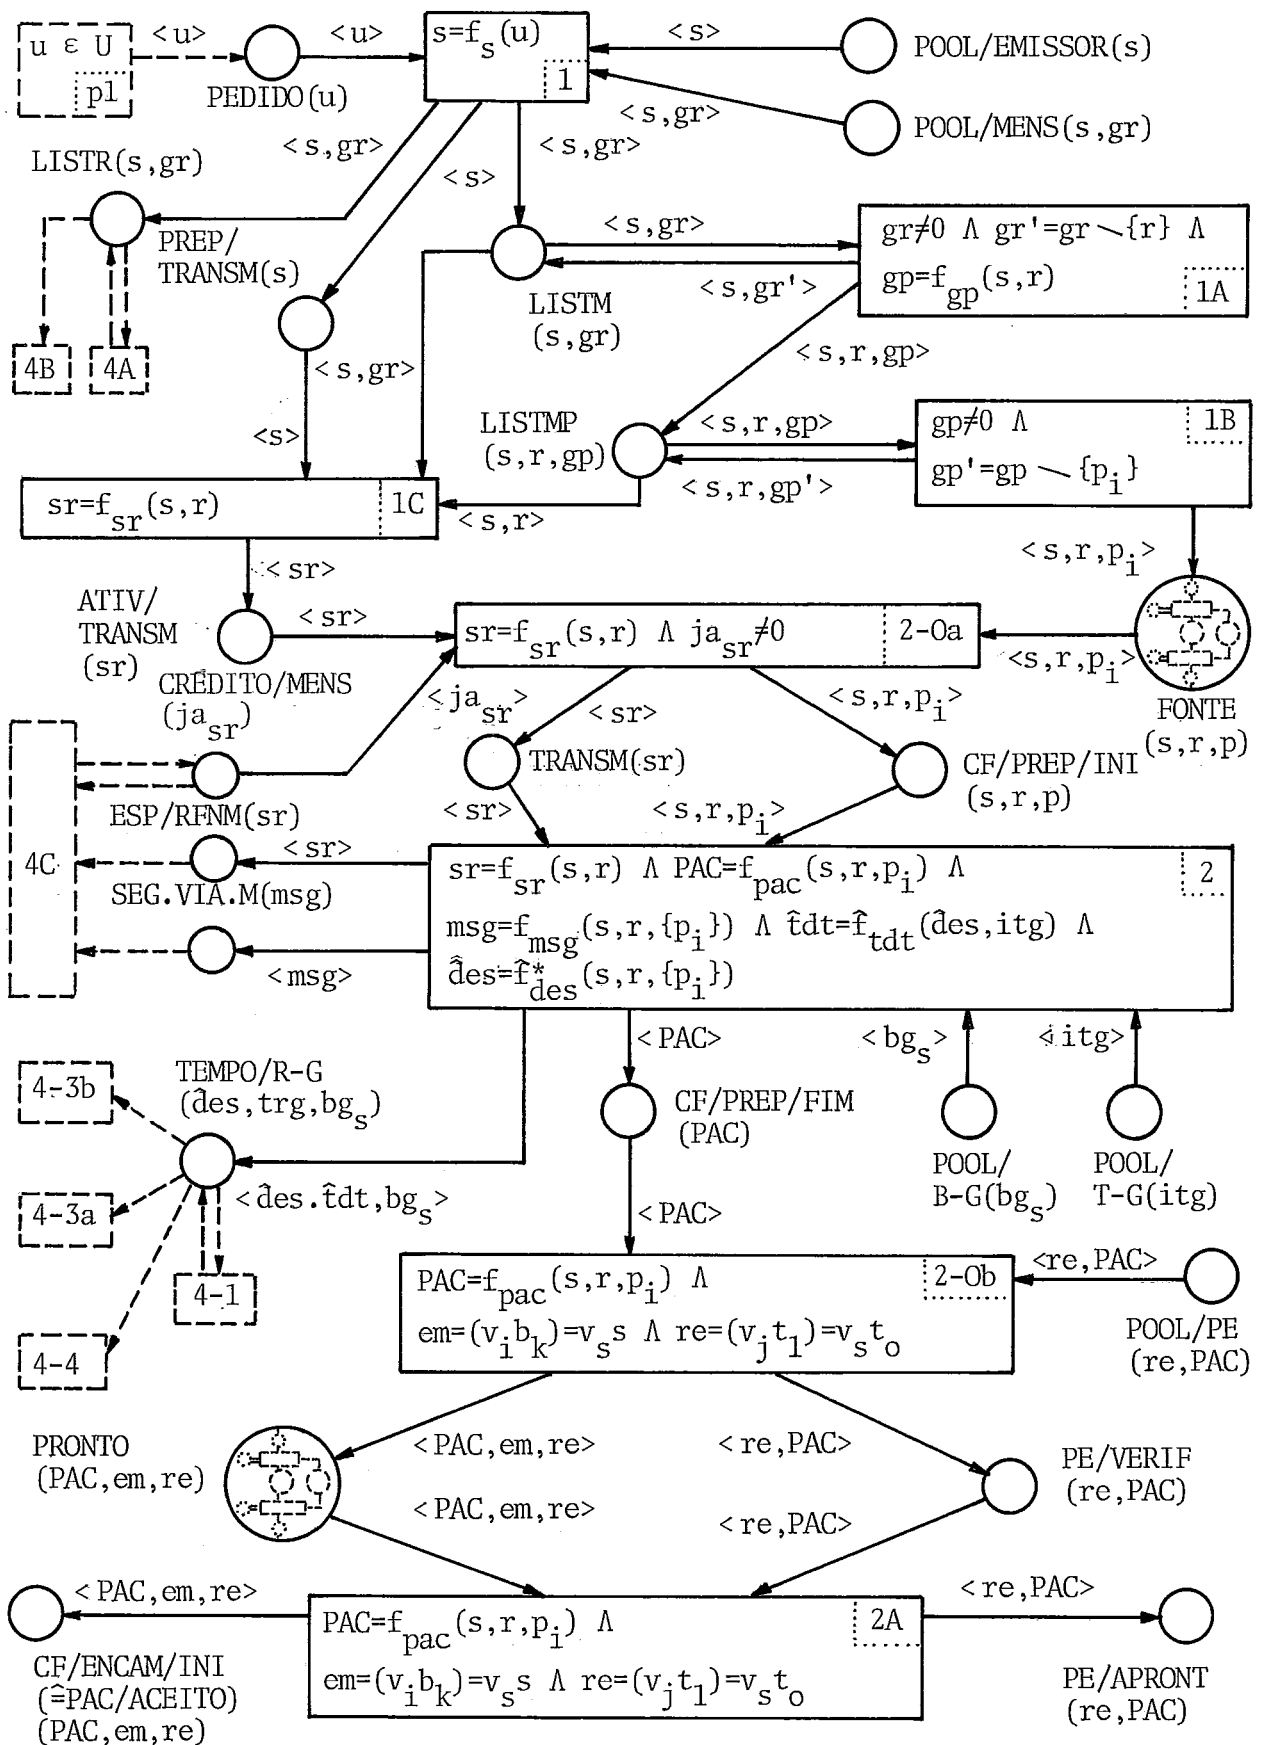 u ε U
<u>
<u>
s=f_s(u)
<s>
POOL/EMISSOR(s)
p1
PEDIDO(u)
1
<s,gr>
POOL/MENS(s,gr)
<s,gr>
<s,gr>
LISTR(s,gr)
<s>
PREP/
TRANSM(s)
<s,gr>
gr≠0 Λ gr'=gr ∖{r} Λ
<s,gr'>
gp=f_gp(s,r)
1A
LISTM
(s,gr)
4B
4A
<s,gr>
<s,r,gp>
<s>
LISTMP
(s,r,gp)
<s,r,gp>
gp≠0 Λ
1B
gp'=gp ∖ {p_i}
<s,r,gp'>
sr=f_sr(s,r)
1C
<s,r>
<s,r,p_i>
<sr>
ATIV/
TRANSM
(sr)
<sr>
sr=f_sr(s,r) Λ ja_sr≠0
2-0a
<s,r,p_i>
CRÉDITO/MENS
(ja_sr)
<ja_sr>
<sr>
<s,r,p_i>
FONTE
(s,r,p)
TRANSM(sr)
CF/PREP/INI
(s,r,p)
ESP/RFNM(sr)
<sr>
<s,r,p_i>
4C
<sr>
sr=f_sr(s,r) Λ PAC=f_pac(s,r,p_i) Λ
2
SEG.VIA.M(msg)
msg=f_msg(s,r,{p_i}) Λ t̂dt=f̂_tdt(d̂es,itg) Λ
<msg>
d̂es=f̂*_des(s,r,{p_i})
<PAC>
<bg_s>
<itg>
4-3b
TEMPO/R-G
(d̂es,trg,bg_s)
CF/PREP/FIM
(PAC)
POOL/
B-G(bg_s)
POOL/
T-G(itg)
4-3a
<d̂es.t̂dt,bg_s>
<PAC>
4-1
PAC=f_pac(s,r,p_i) Λ
2-0b
<re,PAC>
em=(v_i b_k)=v_s s Λ re=(v_j t_l)=v_s t_o
POOL/PE
(re,PAC)
4-4
PRONTO
(PAC,em,re)
<PAC,em,re>
<re,PAC>
PE/VERIF
(re,PAC)
<PAC,em,re>
<re,PAC>
<PAC,em,re>
PAC=f_pac(s,r,p_i) Λ
2A
<re,PAC>
em=(v_i b_k)=v_s s Λ re=(v_j t_l)=v_s t_o
CF/ENCAM/INI
(≙PAC/ACEITO)
(PAC,em,re)
PE/APRONT
(re,PAC)